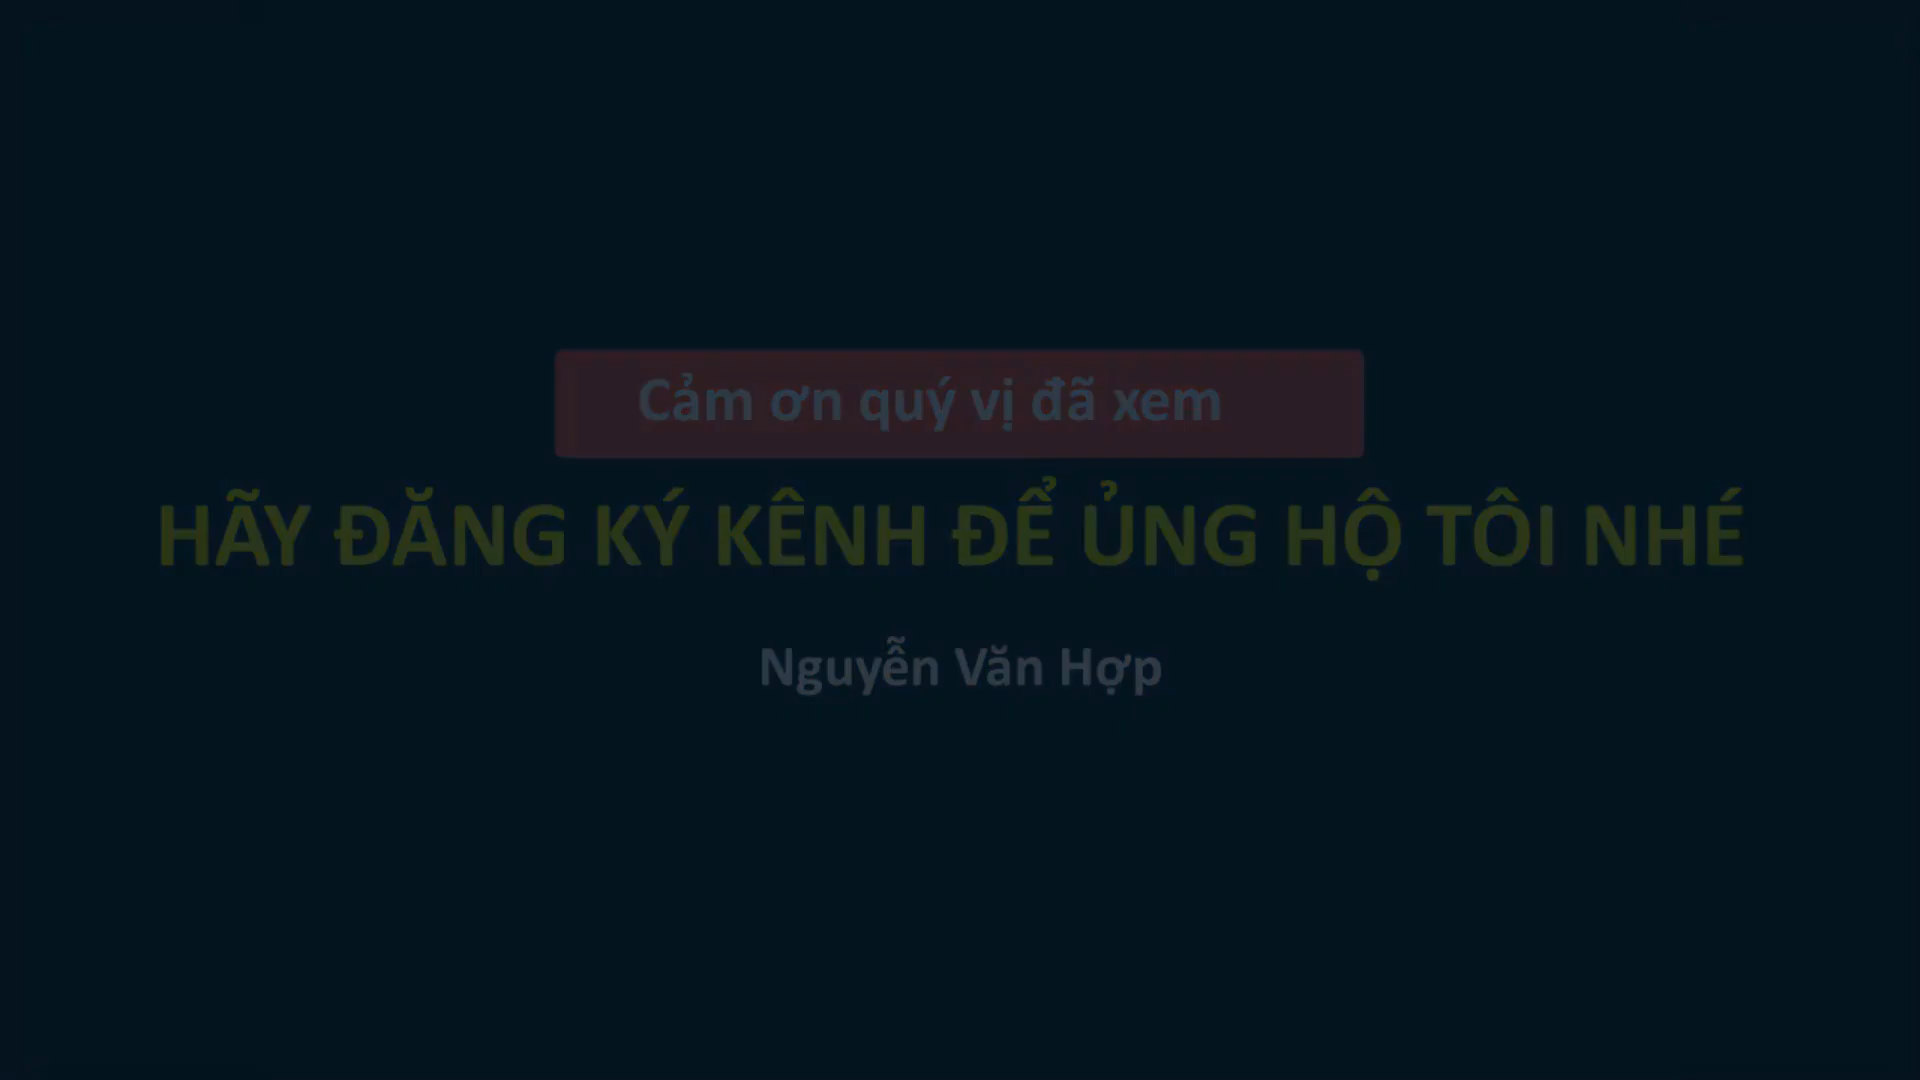 Cảm ơn quý vị đã xem
HÃY ĐĂNG KÝ KÊNH ĐỂ ỦNG HỘ TÔI NHÉ
Nguyễn Văn Hợp